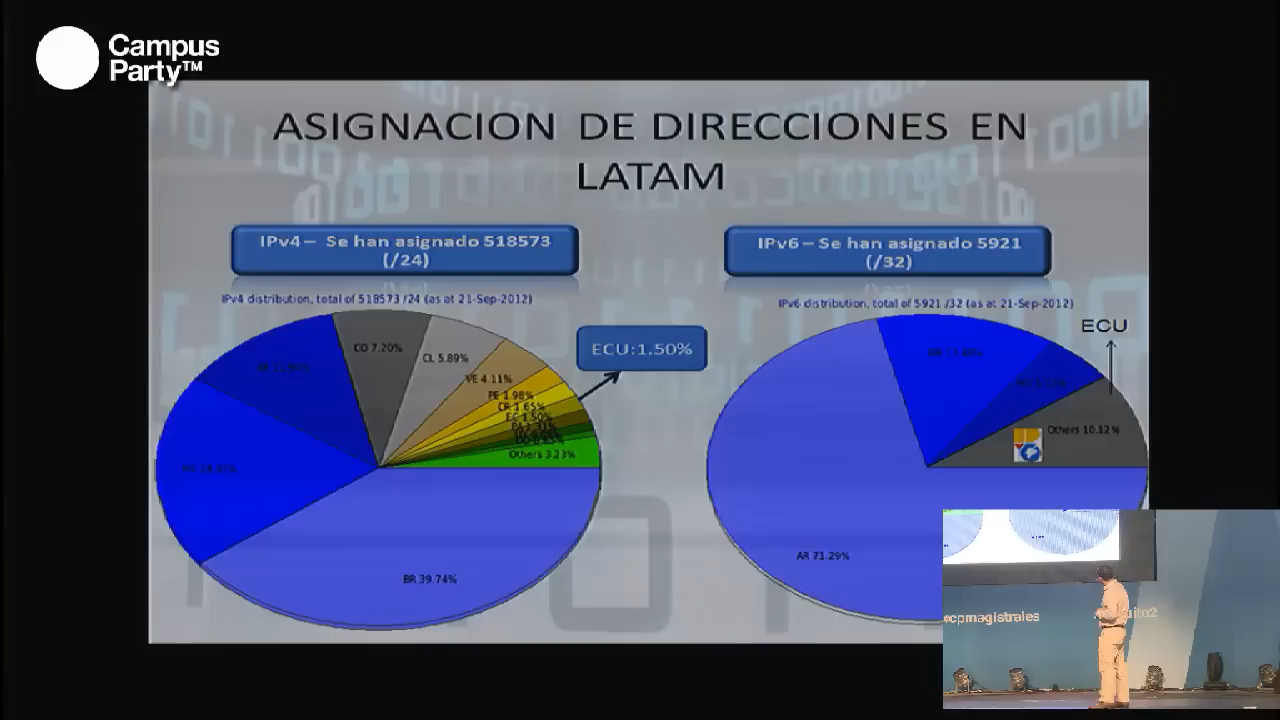 Campus
Party™
ASIGNACION DE DIRECCIONES EN
LATAM
IPv4 – Se han asignado 518573
(/24)
IPv6 – Se han asignado 5921
(/32)
IPv4 distribution, total of 518573 /24 (as at 21-Sep-2012)
IPv6 distribution, total of 5921 /32 (as at 21-Sep-2012)
ECU
ECU:1.50%
CO 7.20%
CL 5.89%
VE 4.11%
PE 1.98%
CR 1.65%
EC 1.50%
Others 3.23%
BR 39.74%
Others 10.12%
AR 71.29%
cpmagistrales